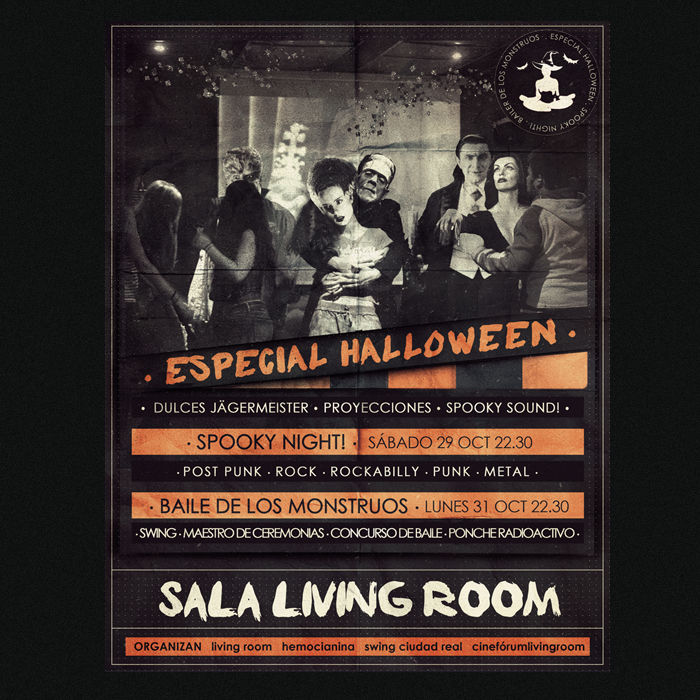 BAILER DE LOS MONSTRUOS · ESPECIAL HALLOWEEN · SPOOKY NIGHT! ·
· ESPECIAL HALLOWEEN ·
· DULCES JÄGERMEISTER · PROYECCIONES · SPOOKY SOUND! ·
· SPOOKY NIGHT! · SÁBADO 29 OCT 22.30
· POST PUNK · ROCK · ROCKABILLY · PUNK · METAL ·
· BAILE DE LOS MONSTRUOS · LUNES 31 OCT 22.30
· SWING · MAESTRO DE CEREMONIAS · CONCURSO DE BAILE · PONCHE RADIOACTIVO ·
SALA LIVING ROOM
ORGANIZAN living room hemocianina swing ciudad real cinefórumlivingroom